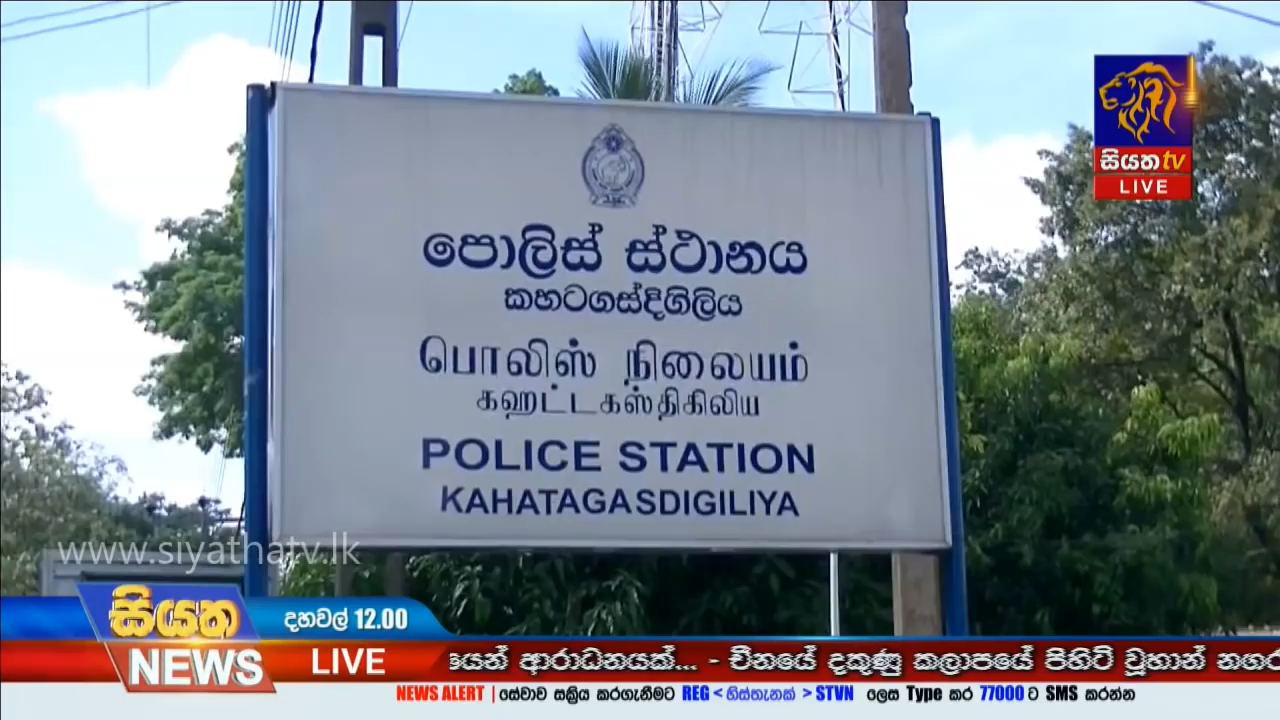 සියත tv
LIVE
පොලිස් ස්ථානය
කහටගස්දිගිලිය
பொலிஸ் நிலையம்
கஹட்டகஸ்திகிலிய
POLICE STATION
KAHATAGASDIGILIYA
www.siyathatv.lk
සියත
NEWS
දහවල් 12.00
LIVE
ආරාධනයක්... - චීනයේ දකුණු කලාපයේ පිහිටි වූහාන් නගර
NEWS ALERT | සේවාව සක්‍රිය කරගැනීමට REG < හිස්තැනක් > STVN ලෙස Type කර 77000 ට SMS කරන්න